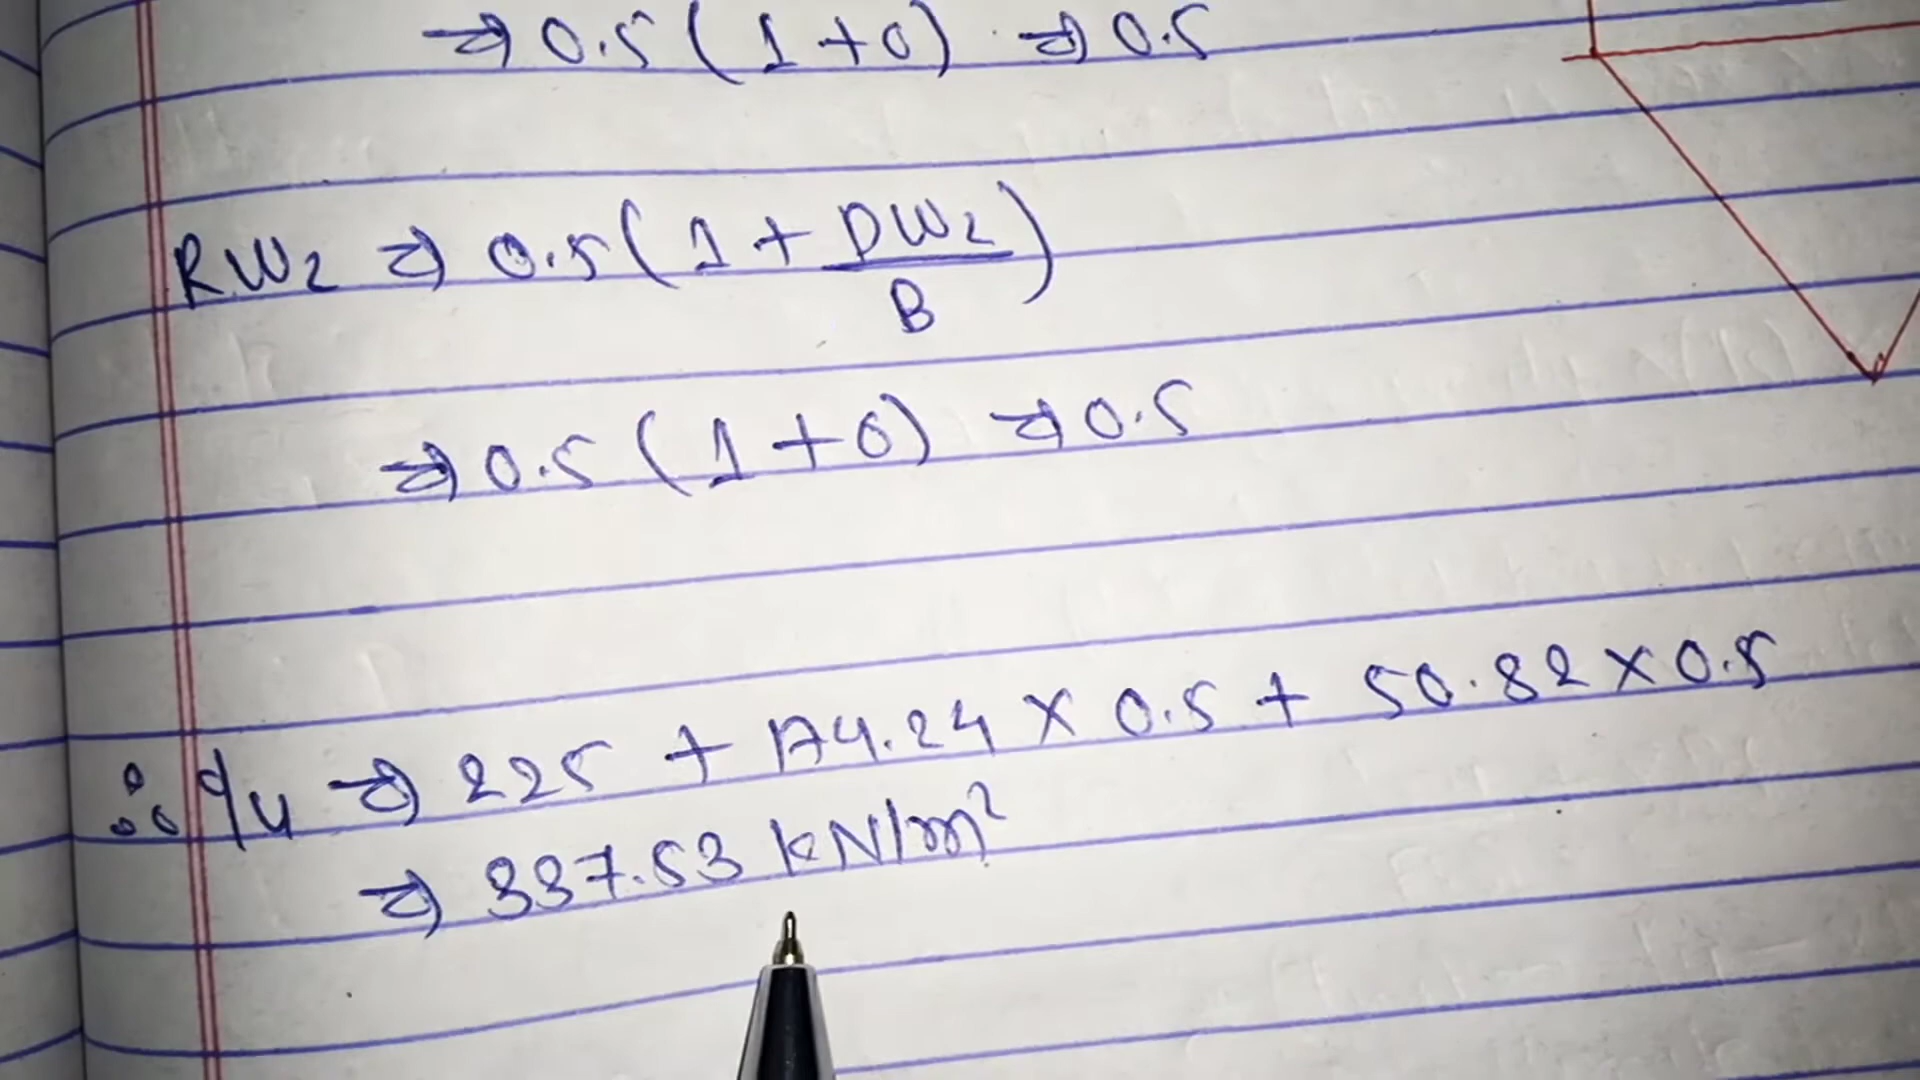 ⇒ 0.5 ( 1 + 0 ) ⇒ 0.5
RW2 ⇒ 0.5 ( 1 + DW2 / B )
⇒ 0.5 ( 1 + 0 ) ⇒ 0.5
∴ qu ⇒ 225 + 174.24 × 0.5 + 50.82 × 0.5
⇒ 337.53 kN/m²